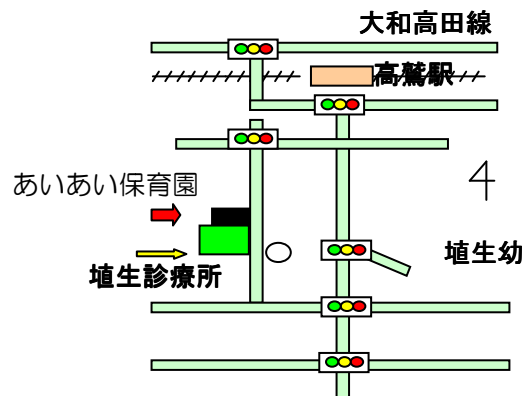 大和高田線
高鷲駅
あいあい保育園
埴生診療所
埴生幼